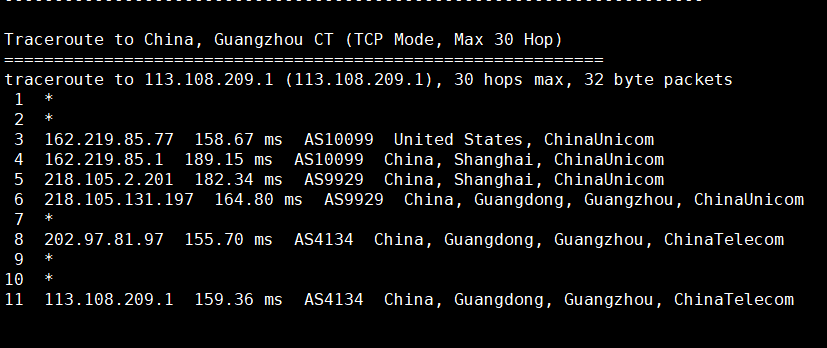 ----------------------------------------------------------------------
Traceroute to China, Guangzhou CT (TCP Mode, Max 30 Hop)
============================================================
traceroute to 113.108.209.1 (113.108.209.1), 30 hops max, 32 byte packets
 1  *
 2  *
 3  162.219.85.77  158.67 ms  AS10099  United States, ChinaUnicom
 4  162.219.85.1  189.15 ms  AS10099  China, Shanghai, ChinaUnicom
 5  218.105.2.201  182.34 ms  AS9929  China, Shanghai, ChinaUnicom
 6  218.105.131.197  164.80 ms  AS9929  China, Guangdong, Guangzhou, ChinaUnicom
 7  *
 8  202.97.81.97  155.70 ms  AS4134  China, Guangdong, Guangzhou, ChinaTelecom
 9  *
10  *
11  113.108.209.1  159.36 ms  AS4134  China, Guangdong, Guangzhou, ChinaTelecom